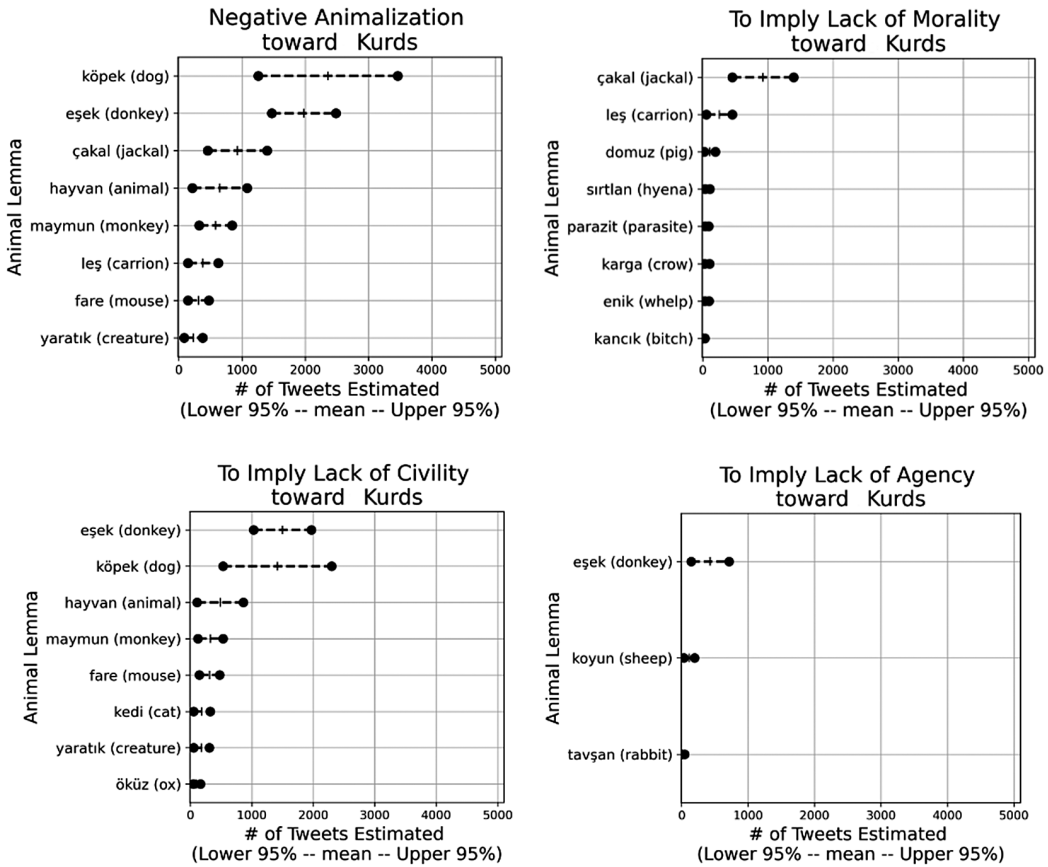 Negative Animalization
toward Kurds
Animal Lemma
köpek (dog)
eşek (donkey)
çakal (jackal)
hayvan (animal)
maymun (monkey)
leş (carrion)
fare (mouse)
yaratık (creature)
0 1000 2000 3000 4000 5000
# of Tweets Estimated
(Lower 95% -- mean -- Upper 95%)
To Imply Lack of Morality
toward Kurds
Animal Lemma
çakal (jackal)
leş (carrion)
domuz (pig)
sırtlan (hyena)
parazit (parasite)
karga (crow)
enik (whelp)
kancık (bitch)
0 1000 2000 3000 4000 5000
# of Tweets Estimated
(Lower 95% -- mean -- Upper 95%)
To Imply Lack of Civility
toward Kurds
Animal Lemma
eşek (donkey)
köpek (dog)
hayvan (animal)
maymun (monkey)
fare (mouse)
kedi (cat)
yaratık (creature)
öküz (ox)
0 1000 2000 3000 4000 5000
# of Tweets Estimated
(Lower 95% -- mean -- Upper 95%)
To Imply Lack of Agency
toward Kurds
Animal Lemma
eşek (donkey)
koyun (sheep)
tavşan (rabbit)
0 1000 2000 3000 4000 5000
# of Tweets Estimated
(Lower 95% -- mean -- Upper 95%)